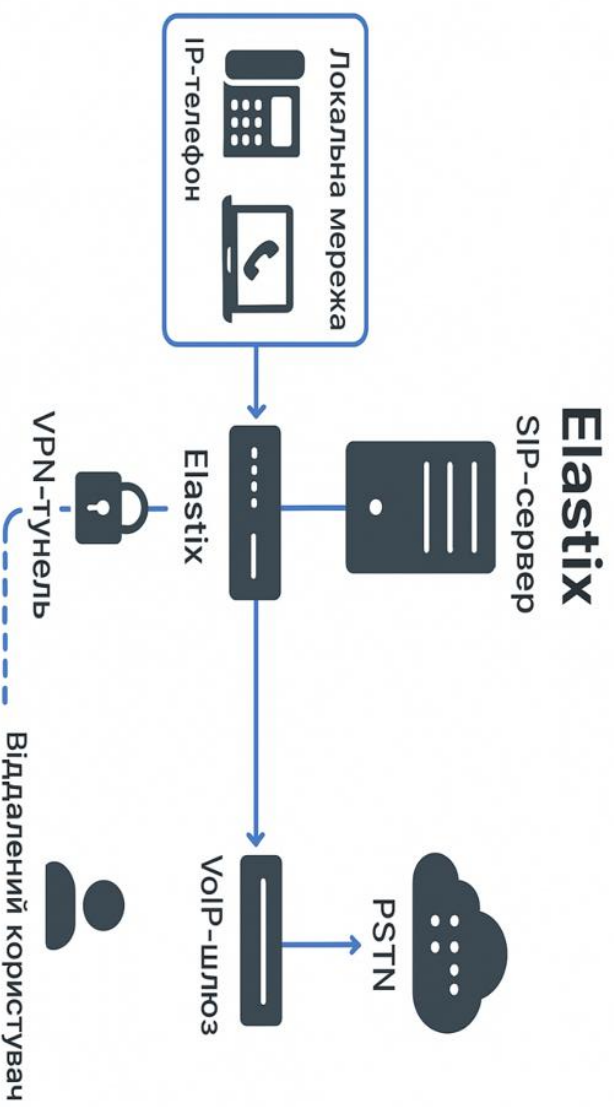 Elastix
SIP-сервер
Локальна мережа
IP-телефон
Elastix
VPN-тунель
PSTN
VoIP-шлюз
Віддалений користувач